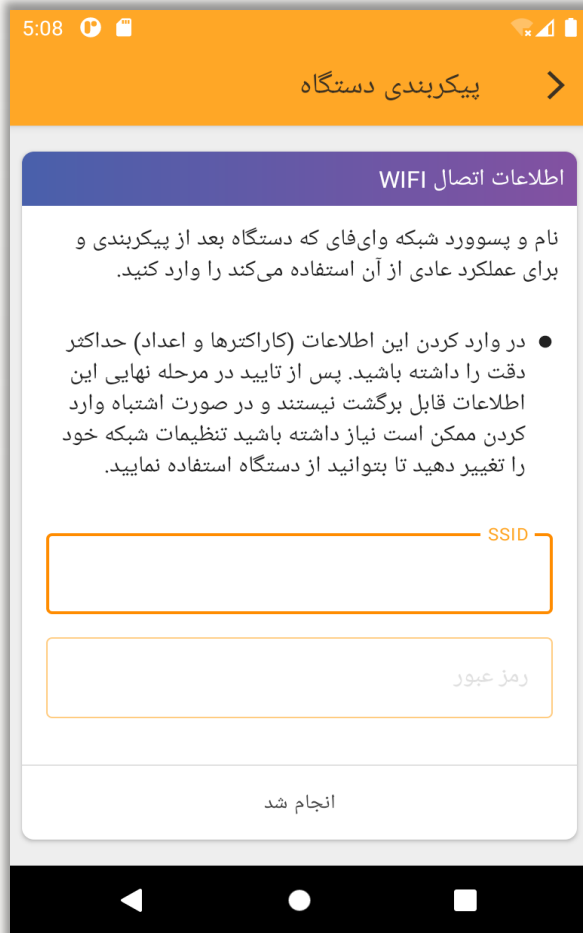 5:08
پیکربندی دستگاه
اطلاعات اتصال WIFI
نام و پسوورد شبکه وای‌فای که دستگاه بعد از پیکربندی و
برای عملکرد عادی از آن استفاده می‌کند را وارد کنید.
● در وارد کردن این اطلاعات (کاراکترها و اعداد) حداکثر
دقت را داشته باشید. پس از تایید در مرحله نهایی این
اطلاعات قابل برگشت نیستند و در صورت اشتباه وارد
کردن ممکن است نیاز داشته باشید تنظیمات شبکه خود
را تغییر دهید تا بتوانید از دستگاه استفاده نمایید.
SSID
رمز عبور
انجام شد